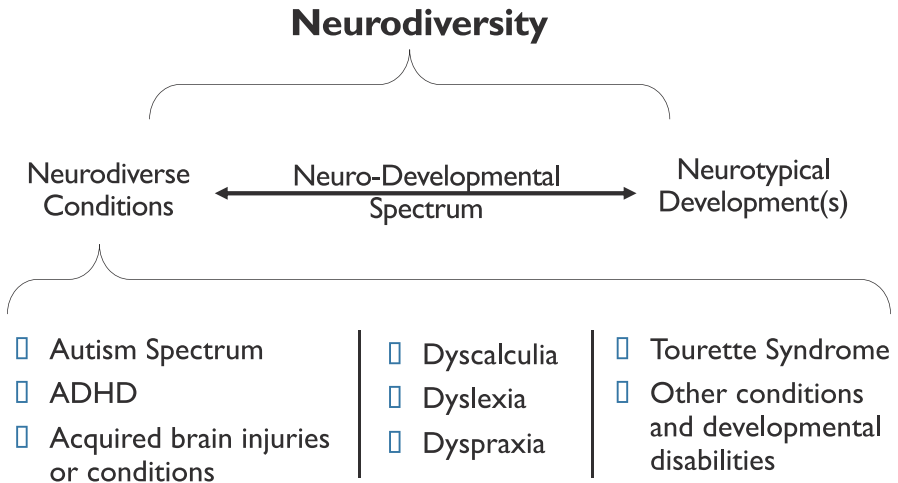 Neurodiversity
Neurodiverse
Conditions
Neuro-Developmental
Spectrum
Neurotypical
Development(s)
Autism Spectrum
ADHD
Acquired brain injuries
or conditions
Dyscalculia
Dyslexia
Dyspraxia
Tourette Syndrome
Other conditions
and developmental
disabilities